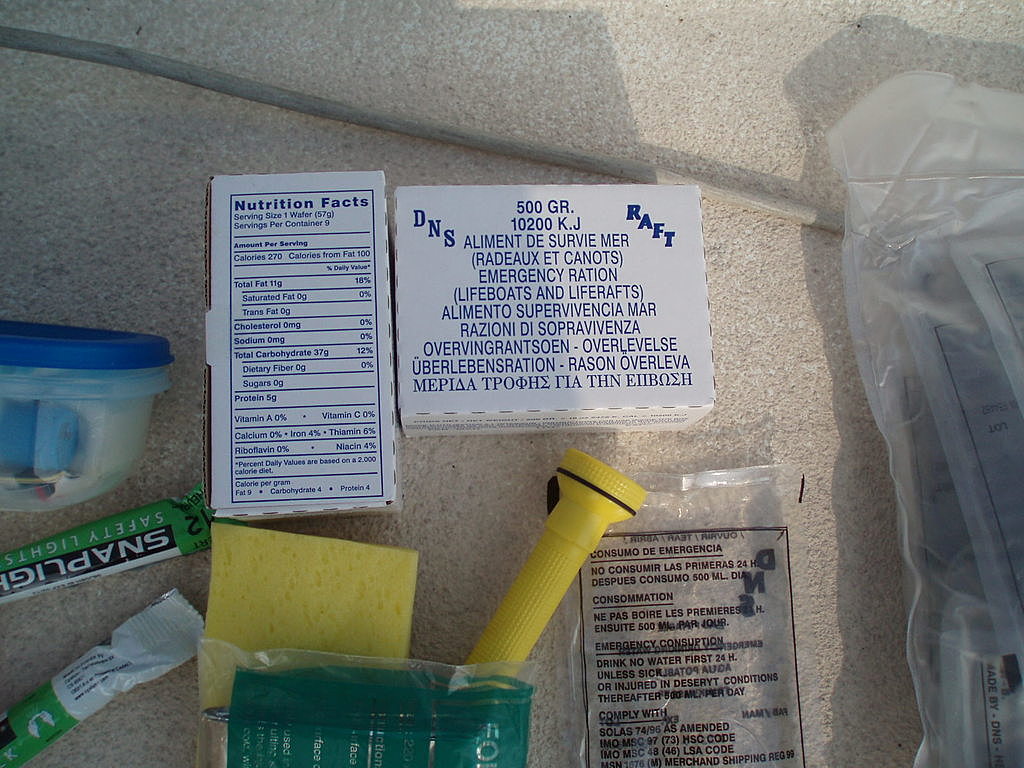 Nutrition Facts
Serving Size 1 Wafer (57g)
Servings Per Container 9
Amount Per Serving
Calories 270 Calories from Fat 100
% Daily Value*
Total Fat 11g 18%
Saturated Fat 0g 0%
Trans Fat 0g
Cholesterol 0mg 0%
Sodium 0mg 0%
Total Carbohydrate 37g 12%
Dietary Fiber 0g 0%
Sugars 0g
Protein 5g
Vitamin A 0% • Vitamin C 0%
Calcium 0% • Iron 4% • Thiamin 6%
Riboflavin 0% • Niacin 4%
*Percent Daily Values are based on a 2,000
calorie diet.
Calorie per gram
Fat 9 • Carbohydrate 4 • Protein 4
DNS
RAFT
500 GR.
10200 K.J
ALIMENT DE SURVIE MER
(RADEAUX ET CANOTS)
EMERGENCY RATION
(LIFEBOATS AND LIFERAFTS)
ALIMENTO SUPERVIVENCIA MAR
RAZIONI DI SOPRAVIVENZA
OVERVINGRANTSOEN - OVERLEVELSE
ÜBERLEBENSRATION - RASON ÖVERLEVA
ΜΕΡΙΔΑ ΤΡΟΦΗΣ ΓΙΑ ΤΗΝ ΕΠΒΩΣΗ
SAFETY LIGHTS
SNAPLIGH
12
OUVRIR / TEAR / ABRIR
DNS
CONSUMO DE EMERGENCIA
NO CONSUMIR LAS PRIMERAS 24 H.
DESPUES CONSUMO 500 ML. DIA
CONSOMMATION
NE PAS BOIRE LES PREMIERES H.
ENSUITE 500 ML. PAR JOUR.
EMERGENCY CONSUPTION
DRINK NO WATER FIRST 24 H.
UNLESS SICK
OR INJURED IN DESERYT CONDITIONS
THEREAFTER 500 ML. PER DAY
COMPLY WITH
SOLAS 74/96 AS AMENDED
IMO MSC 97 (73) HSC CODE
IMO MSC 48 (46) LSA CODE
MSN 1676 (M) MERCHAND SHIPPING REG 99
FAB / MAN
LOT
MADE BY - DNS